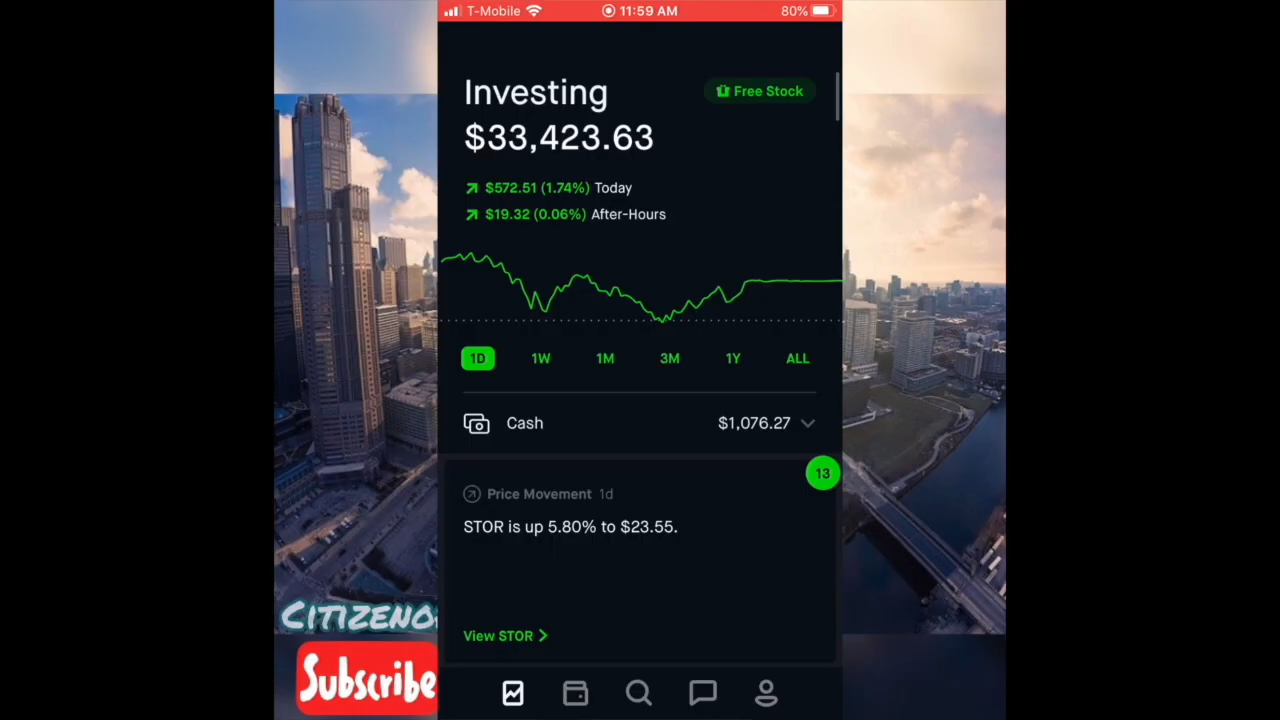 T-Mobile 11:59 AM 80%
Investing
Free Stock
$33,423.63
$572.51 (1.74%) Today
$19.32 (0.06%) After-Hours
1D 1W 1M 3M 1Y ALL
Cash $1,076.27
13
Price Movement 1d
STOR is up 5.80% to $23.55.
CITIZENO
View STOR
Subscribe